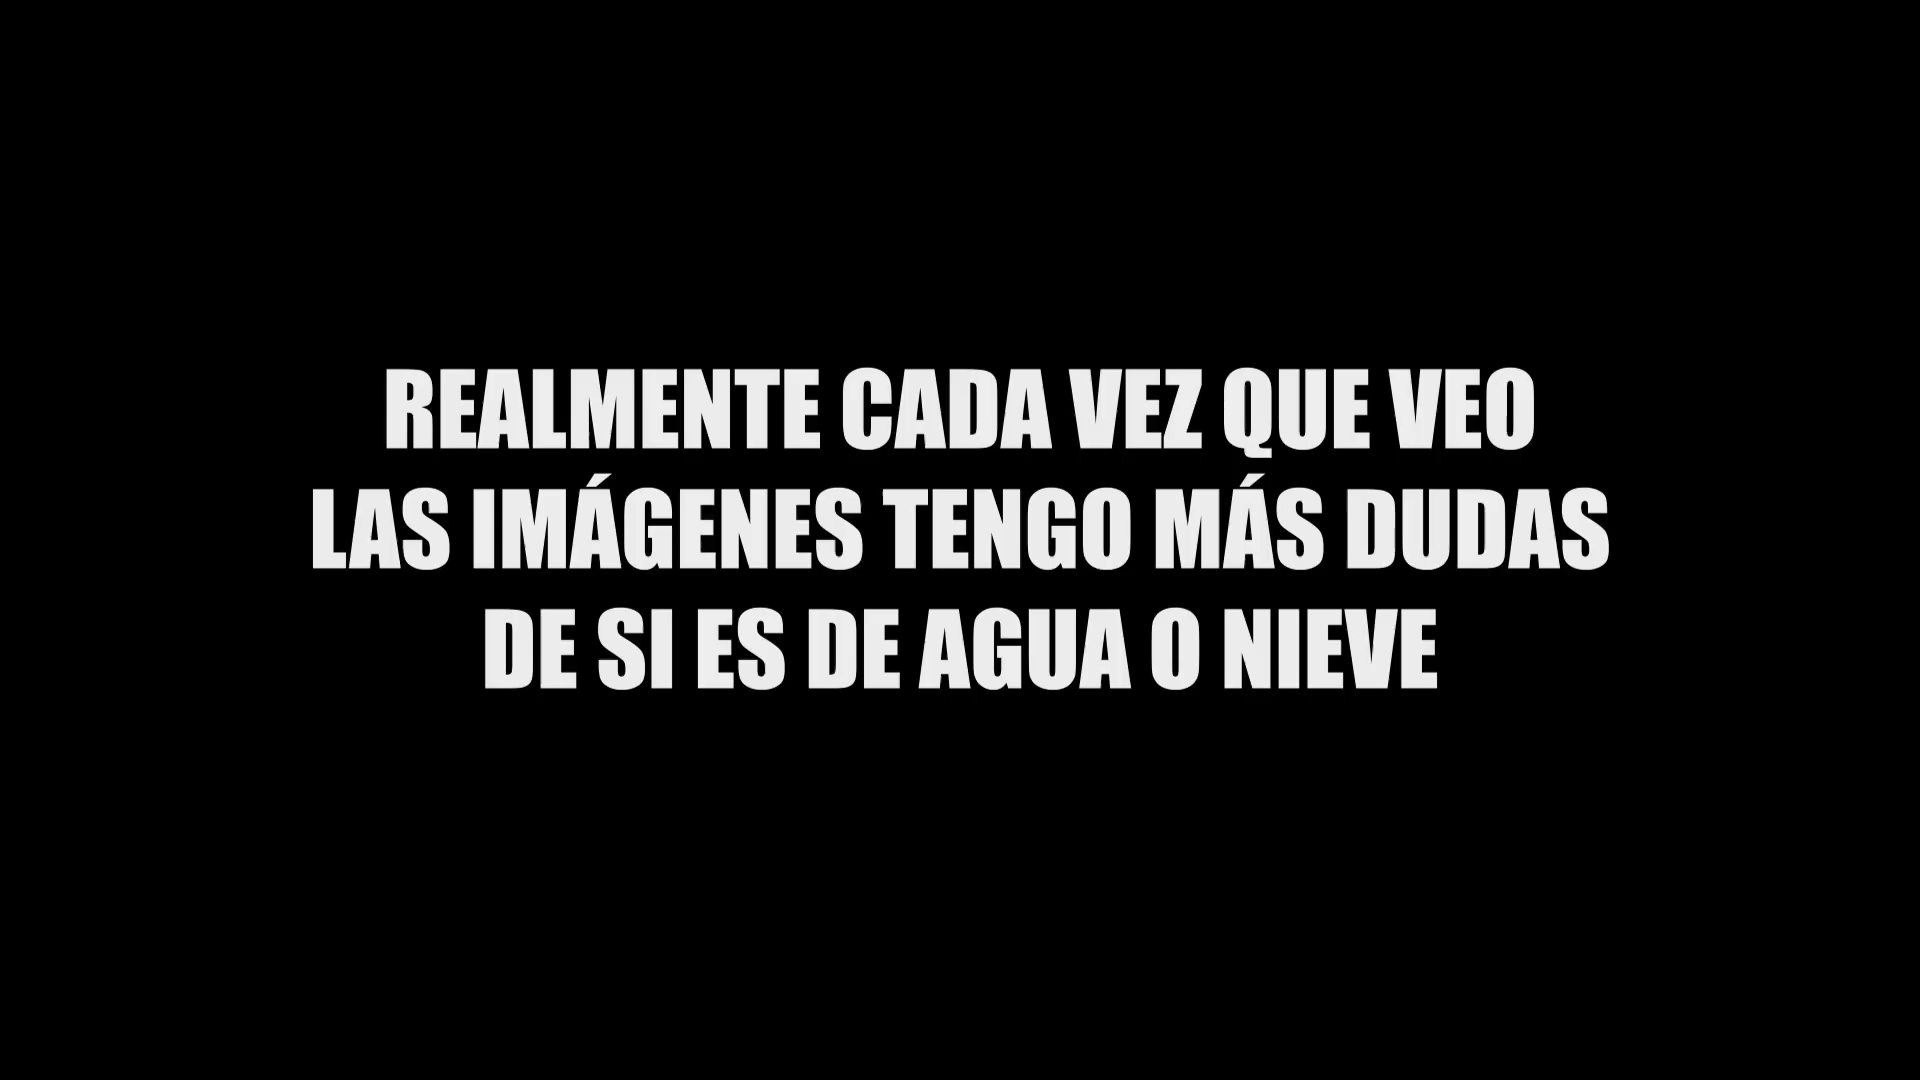 REALMENTE CADA VEZ QUE VEO
LAS IMÁGENES TENGO MÁS DUDAS
DE SI ES DE AGUA O NIEVE